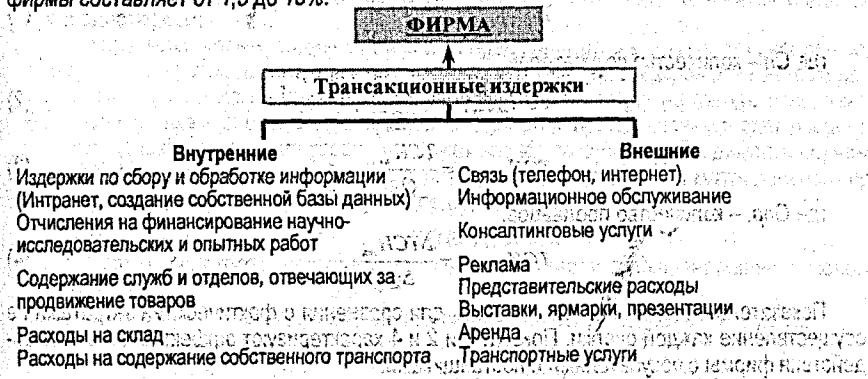 фирмы составляет от 1,5 до 10%.
ФИРМА
Трансакционные издержки
Внутренние
Издержки по сбору и обработке информации
(Интранет, создание собственной базы данных)
Отчисления на финансирование научно-
исследовательских и опытных работ
Содержание служб и отделов, отвечающих за
продвижение товаров
Расходы на склад
Расходы на содержание собственного транспорта
Внешние
Связь (телефон, интернет)
Информационное обслуживание
Консалтинговые услуги
Реклама
Представительские расходы
Выставки, ярмарки, презентации
Аренда
Транспортные услуги